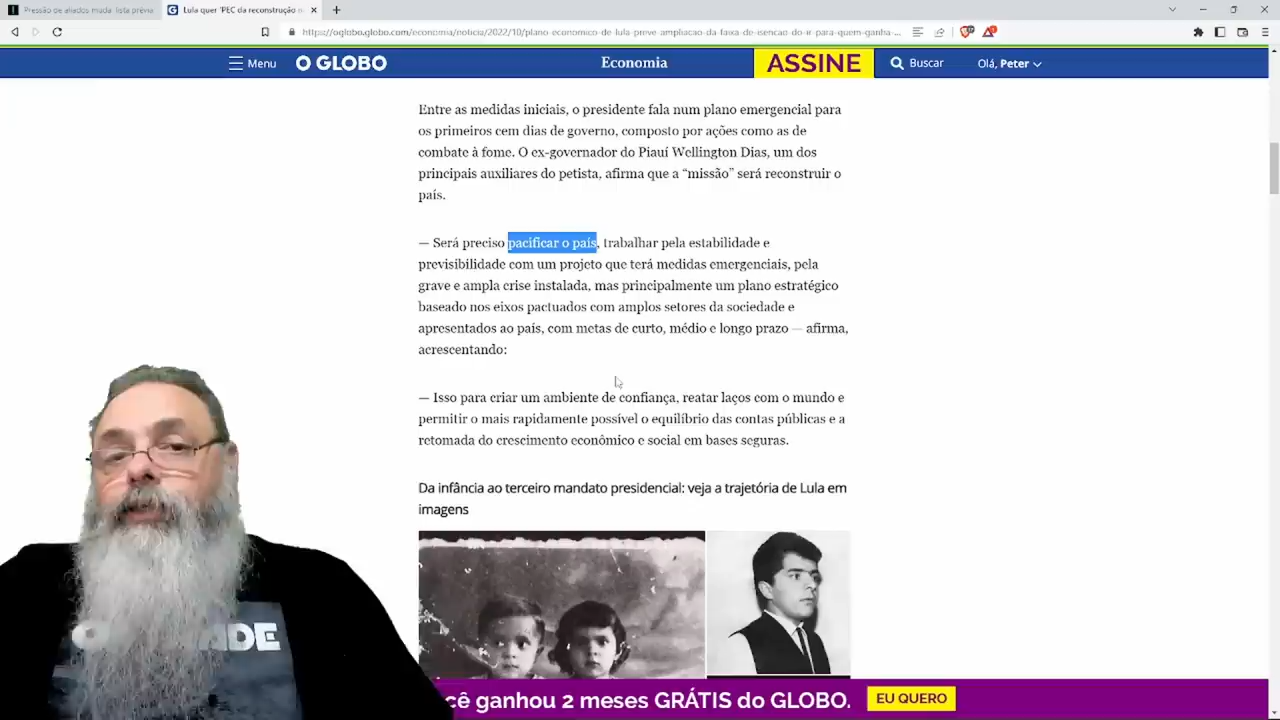 Pressão de aliados muda lista prévia
Lula quer 'PEC da reconstrução
https://oglobo.globo.com/economia/noticia/2022/10/plano-economico-de-lula-preve-ampliacao-da-faixa-de-isencao-do-ir-para-quem-ganha-...
Menu
O GLOBO
Economia
ASSINE
Buscar
Olá, Peter
Entre as medidas iniciais, o presidente fala num plano emergencial para
os primeiros cem dias de governo, composto por ações como as de
combate à fome. O ex-governador do Piauí Wellington Dias, um dos
principais auxiliares do petista, afirma que a “missão” será reconstruir o
país.
— Será preciso pacificar o país, trabalhar pela estabilidade e
previsibilidade com um projeto que terá medidas emergenciais, pela
grave e ampla crise instalada, mas principalmente um plano estratégico
baseado nos eixos pactuados com amplos setores da sociedade e
apresentados ao país, com metas de curto, médio e longo prazo — afirma,
acrescentando:
— Isso para criar um ambiente de confiança, reatar laços com o mundo e
permitir o mais rapidamente possível o equilíbrio das contas públicas e a
retomada do crescimento econômico e social em bases seguras.
Da infância ao terceiro mandato presidencial: veja a trajetória de Lula em
imagens
cê ganhou 2 meses GRÁTIS do GLOBO.
EU QUERO